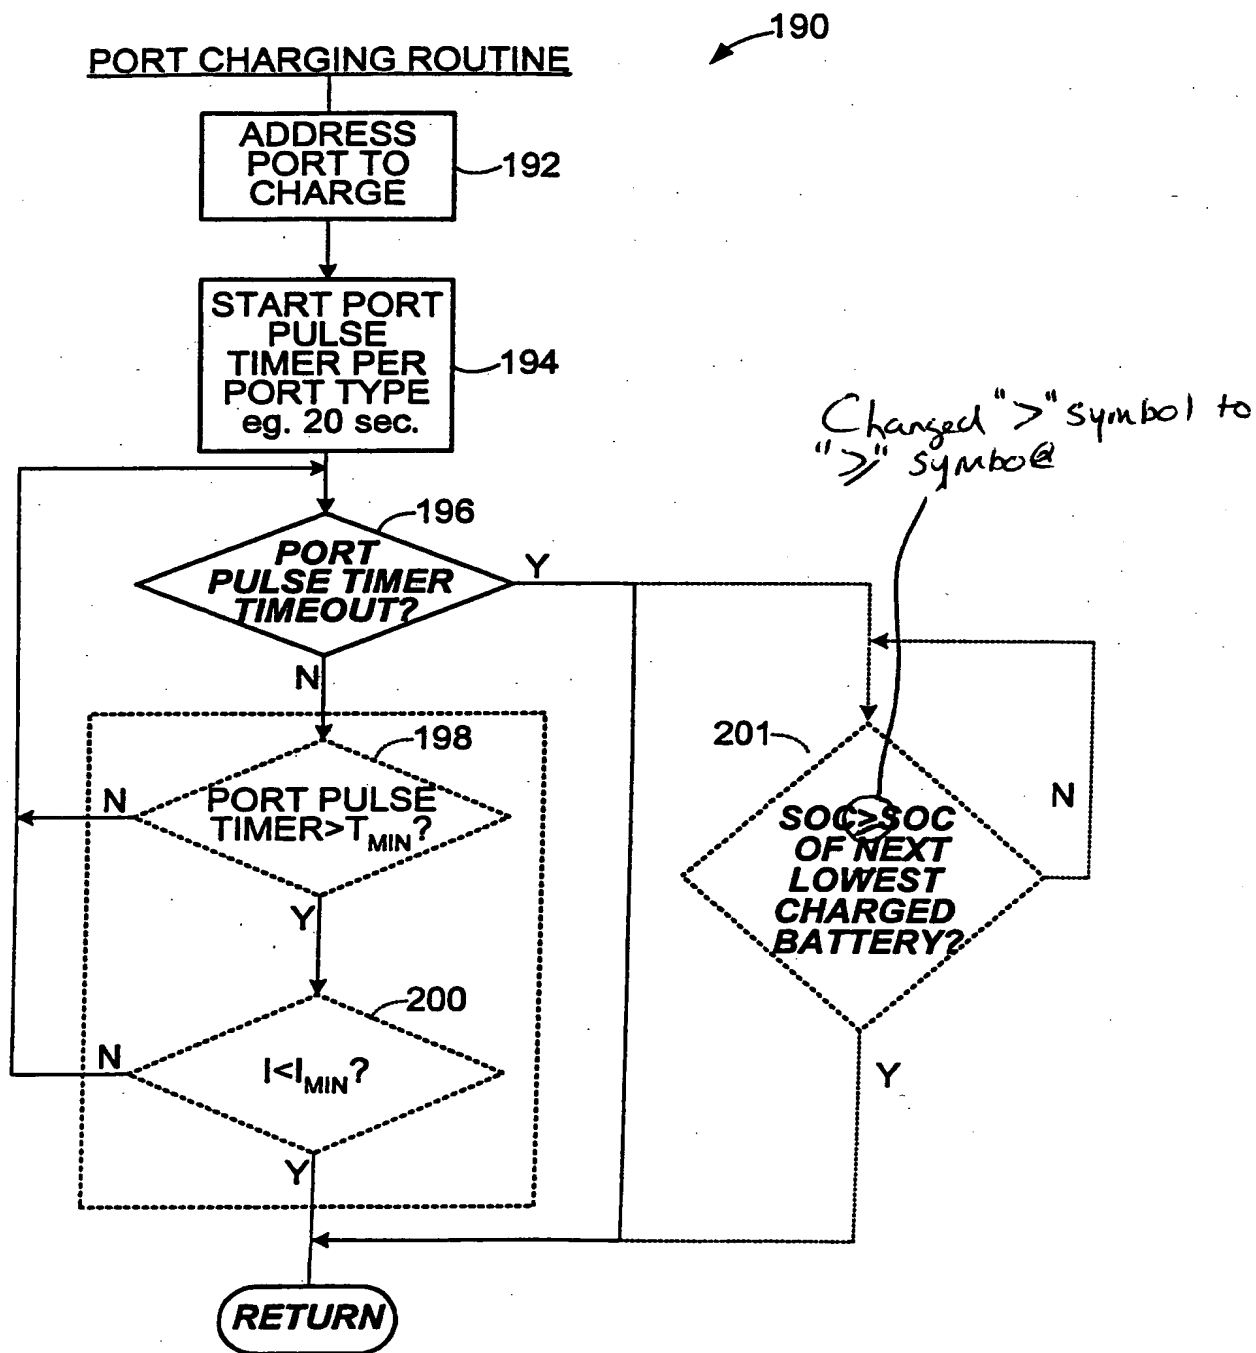 190
PORT CHARGING ROUTINE
ADDRESS
PORT TO
CHARGE
192
START PORT
PULSE
TIMER PER
PORT TYPE
eg. 20 sec.
194
Changed ">" symbol to
"≥" symbol
196
PORT
PULSE TIMER
TIMEOUT?
Y
N
198
PORT PULSE
TIMER>TMIN?
N
Y
200
I<IMIN?
N
Y
201
SOC≥SOC
OF NEXT
LOWEST
CHARGED
BATTERY?
N
Y
RETURN